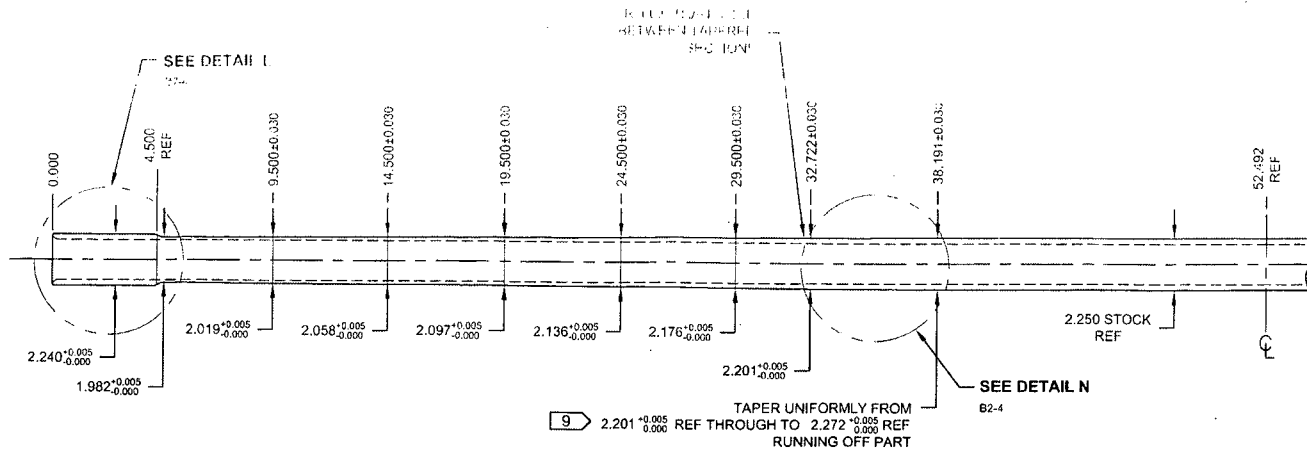 BETWEEN TAPERED
SEE DETAIL L
0.000
4.500
REF
9.500±0.030
14.500±0.030
19.500±0.030
24.500±0.030
29.500±0.030
32.722±0.030
38.191±0.030
52.492
REF
2.240 +0.005 -0.000
1.982 +0.005 -0.000
2.019 +0.005 -0.000
2.058 +0.005 -0.000
2.097 +0.005 -0.000
2.136 +0.005 -0.000
2.176 +0.005 -0.000
2.201 +0.005 -0.000
2.250 STOCK
REF
SEE DETAIL N
B2-4
TAPER UNIFORMLY FROM
9 2.201 +0.005 0.000 REF THROUGH TO 2.272 +0.005 0.000 REF
RUNNING OFF PART